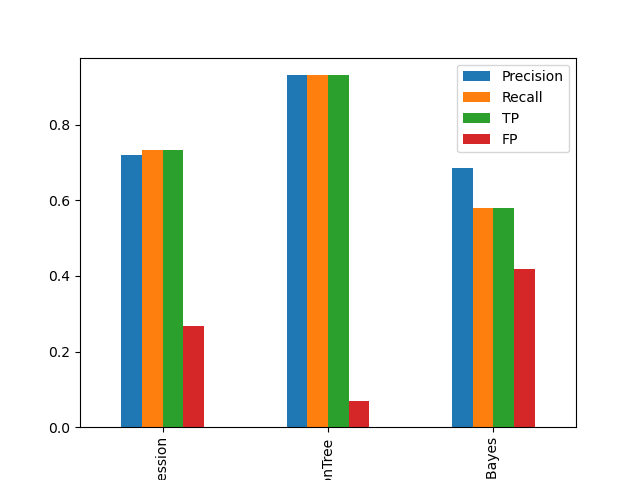 Precision
Recall
TP
FP
0.8
0.6
0.4
0.2
0.0
ession
onTree
Bayes